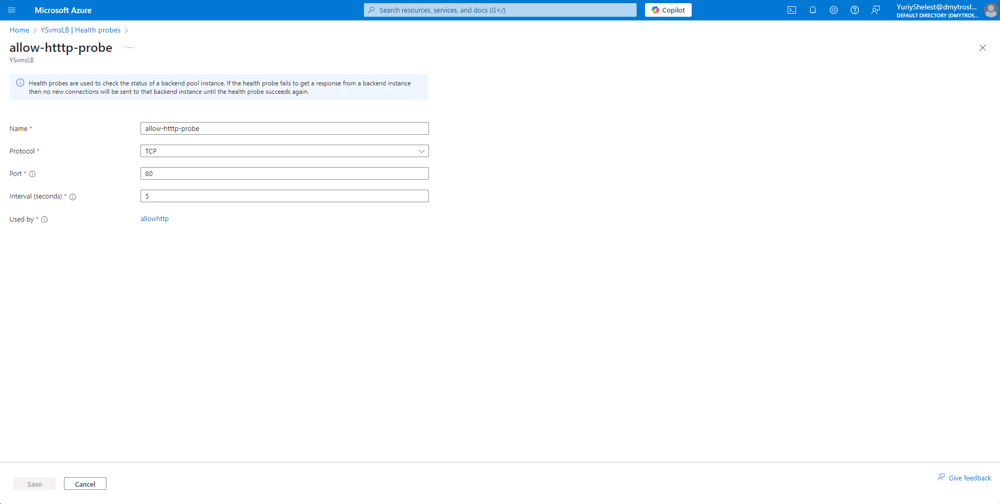 Microsoft Azure
Search resources, services, and docs (G+/)
Copilot
YuriyShelest@dmytrosl...
DEFAULT DIRECTORY (DMYTROS...
Home > YSvmsLB | Health probes >
allow-htttp-probe ...
YSvmsLB
Health probes are used to check the status of a backend pool instance. If the health probe fails to get a response from a backend instance
then no new connections will be sent to that backend instance until the health probe succeeds again.
Name *
allow-htttp-probe
Protocol *
TCP
Port *
80
Interval (seconds) *
5
Used by *
allowhttp
Save
Cancel
Give feedback